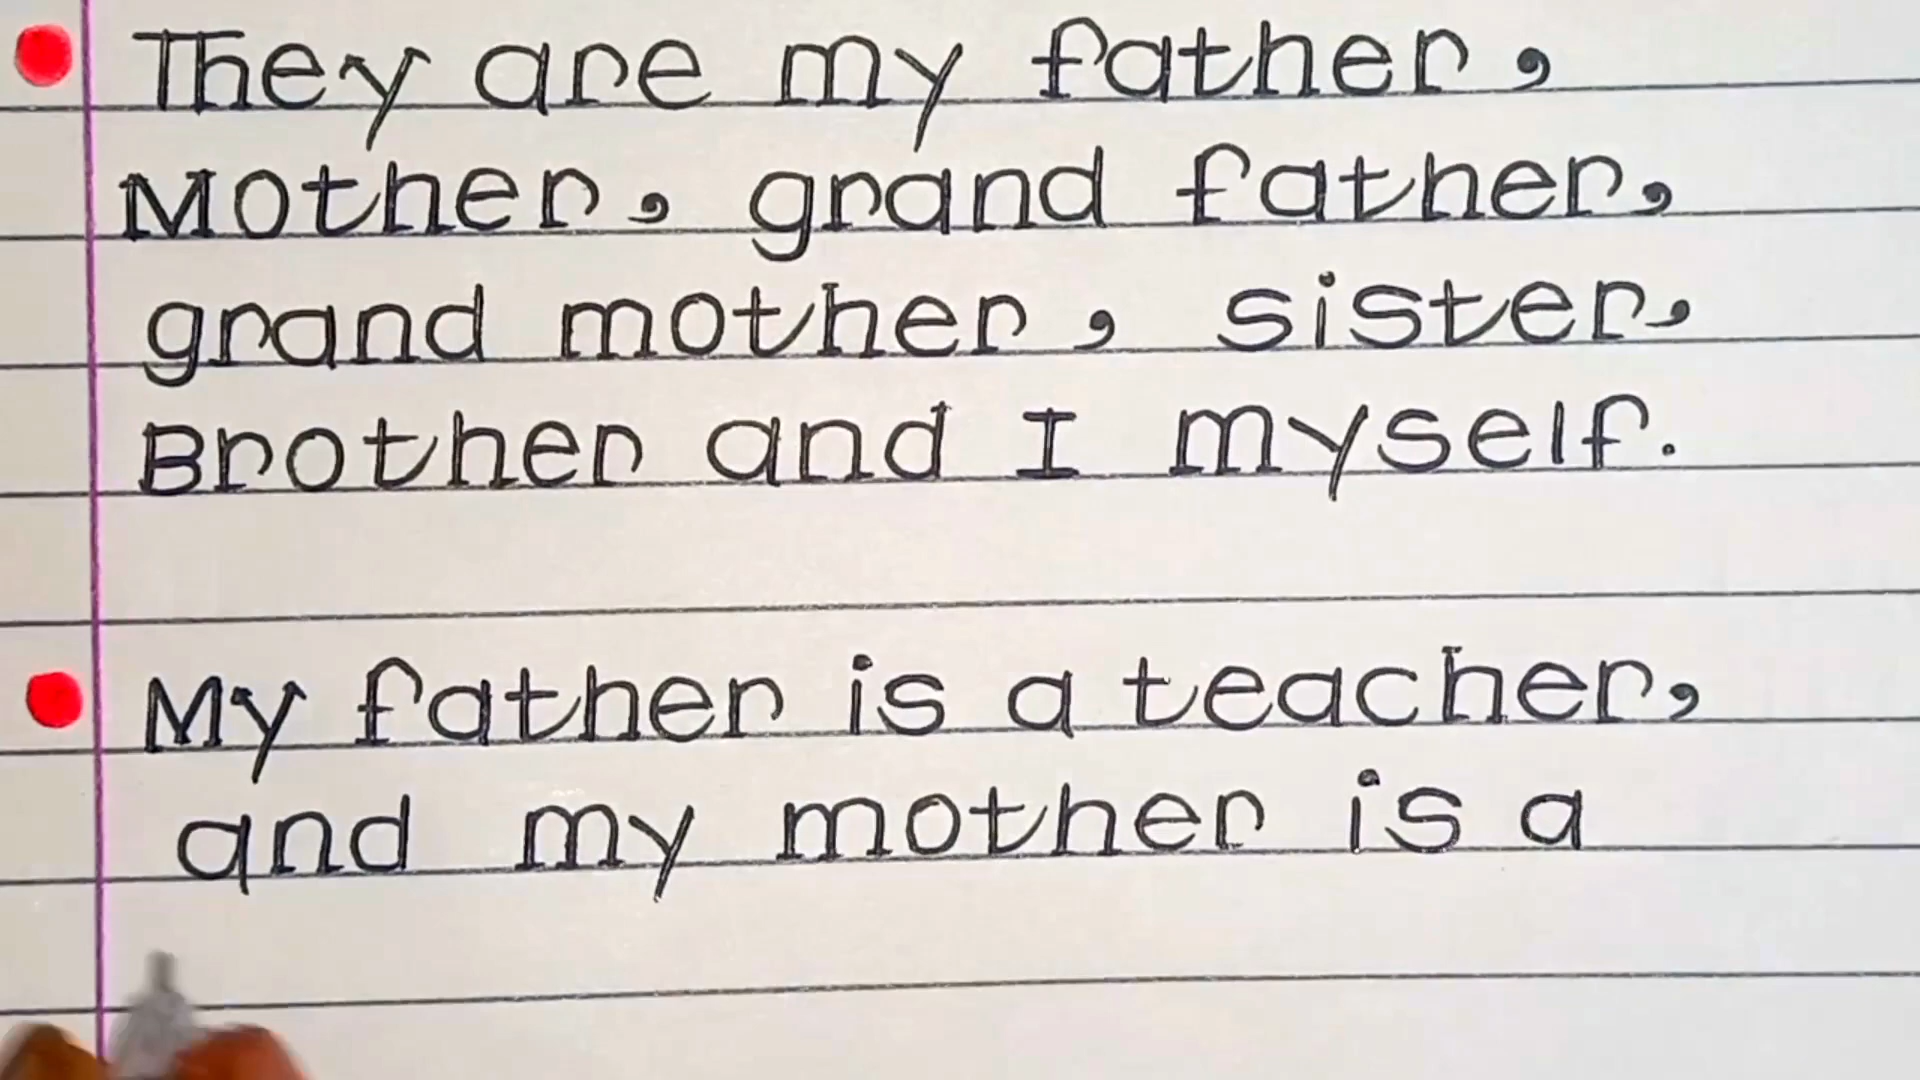 They are my father,
Mother, grand father,
grand mother, sister,
Brother and I myself.
My father is a teacher,
and my mother is a